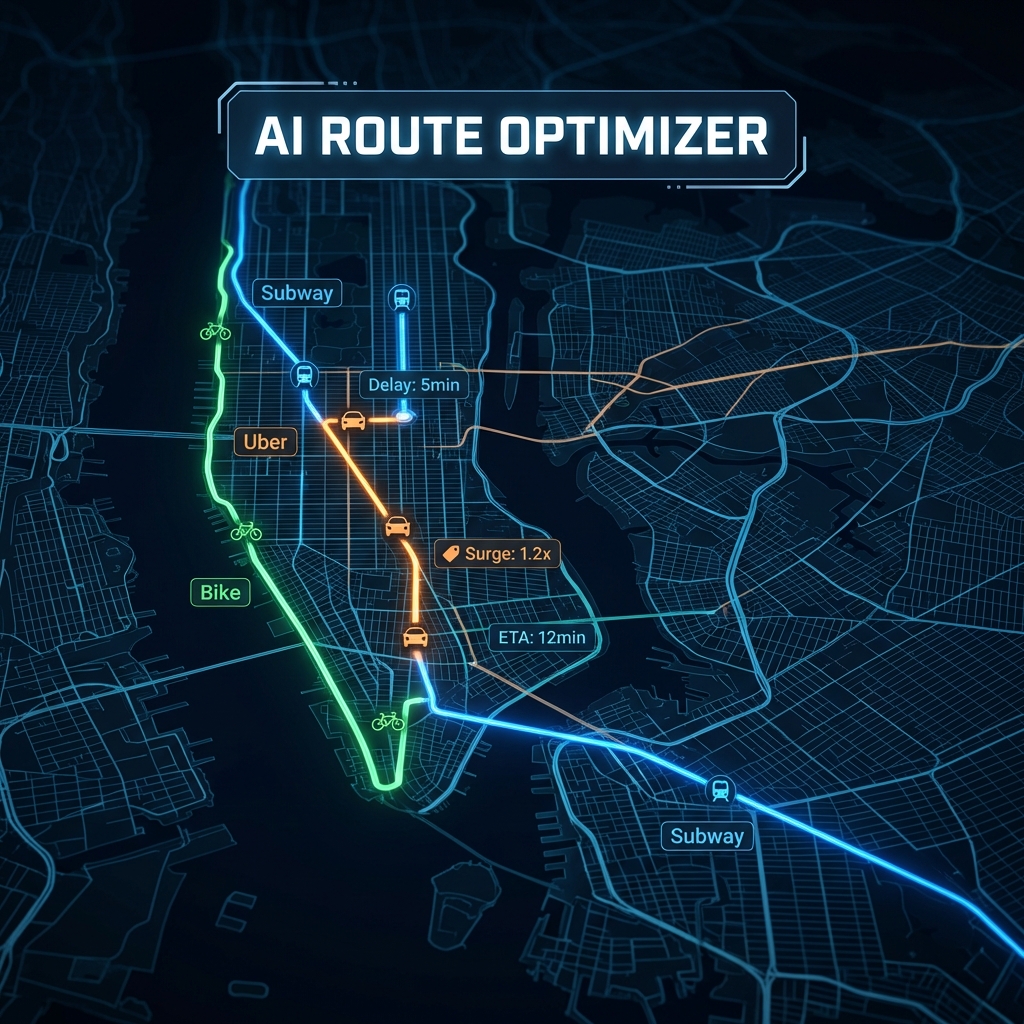 AI ROUTE OPTIMIZER
Subway
Delay: 5min
Uber
Surge: 1.2x
Bike
ETA: 12min
Subway